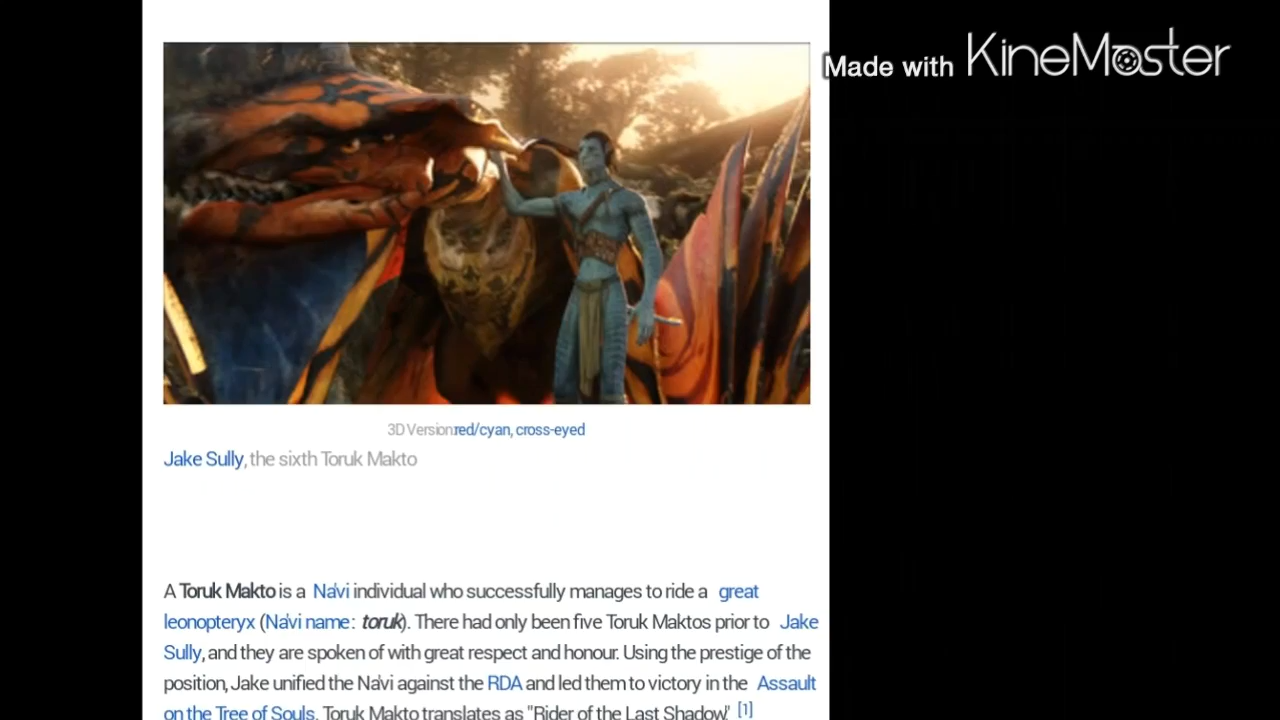 Made with KineMaster
3D Version:red/cyan, cross-eyed
Jake Sully, the sixth Toruk Makto
A Toruk Makto is a Na'vi individual who successfully manages to ride a great
leonopteryx (Na'vi name: toruk). There had only been five Toruk Maktos prior to Jake
Sully, and they are spoken of with great respect and honour. Using the prestige of the
position, Jake unified the Na'vi against the RDA and led them to victory in the Assault
on the Tree of Souls. Toruk Makto translates as "Rider of the Last Shadow." [1]